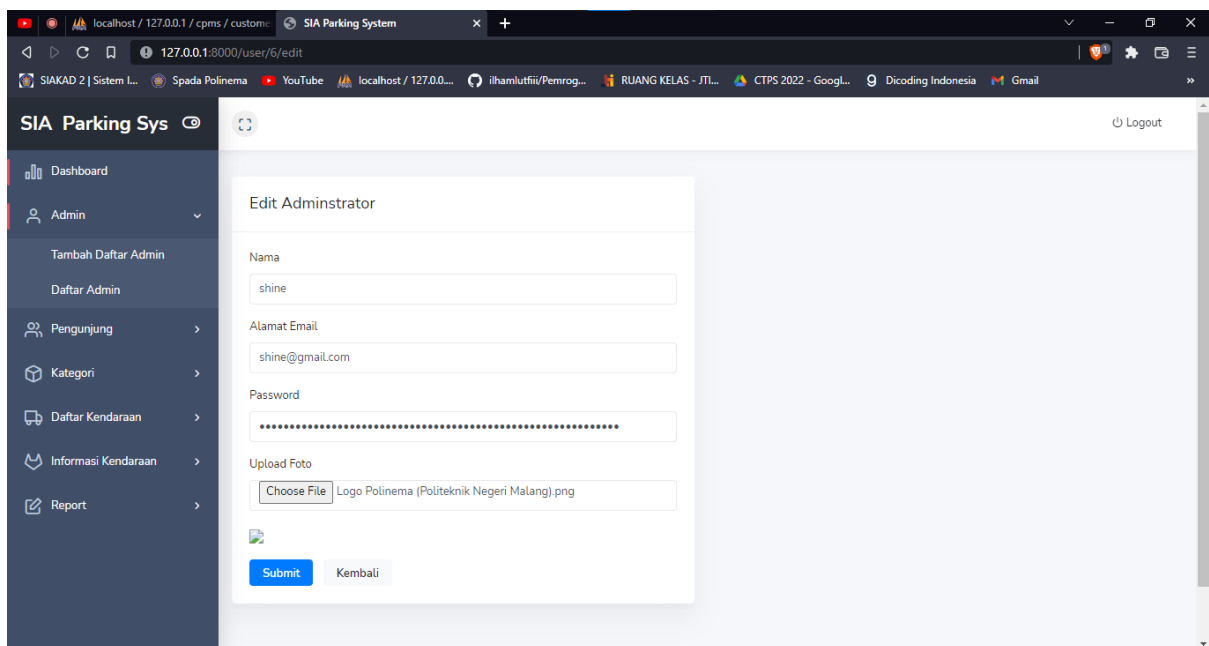 localhost / 127.0.0.1 / cpms / custome
SIA Parking System
127.0.0.1:8000/user/6/edit
1
SIAKAD 2 | Sistem I...
Spada Polinema
YouTube
localhost / 127.0.0....
ilhamlutfiii/Pemrog...
RUANG KELAS - JTI...
CTPS 2022 - Googl...
Dicoding Indonesia
Gmail
SIA Parking Sys
Logout
Dashboard
Admin
Tambah Daftar Admin
Daftar Admin
Pengunjung
Kategori
Daftar Kendaraan
Informasi Kendaraan
Report
Edit Adminstrator
Nama
shine
Alamat Email
shine@gmail.com
Password
Upload Foto
Choose File Logo Polinema (Politeknik Negeri Malang).png
Submit
Kembali